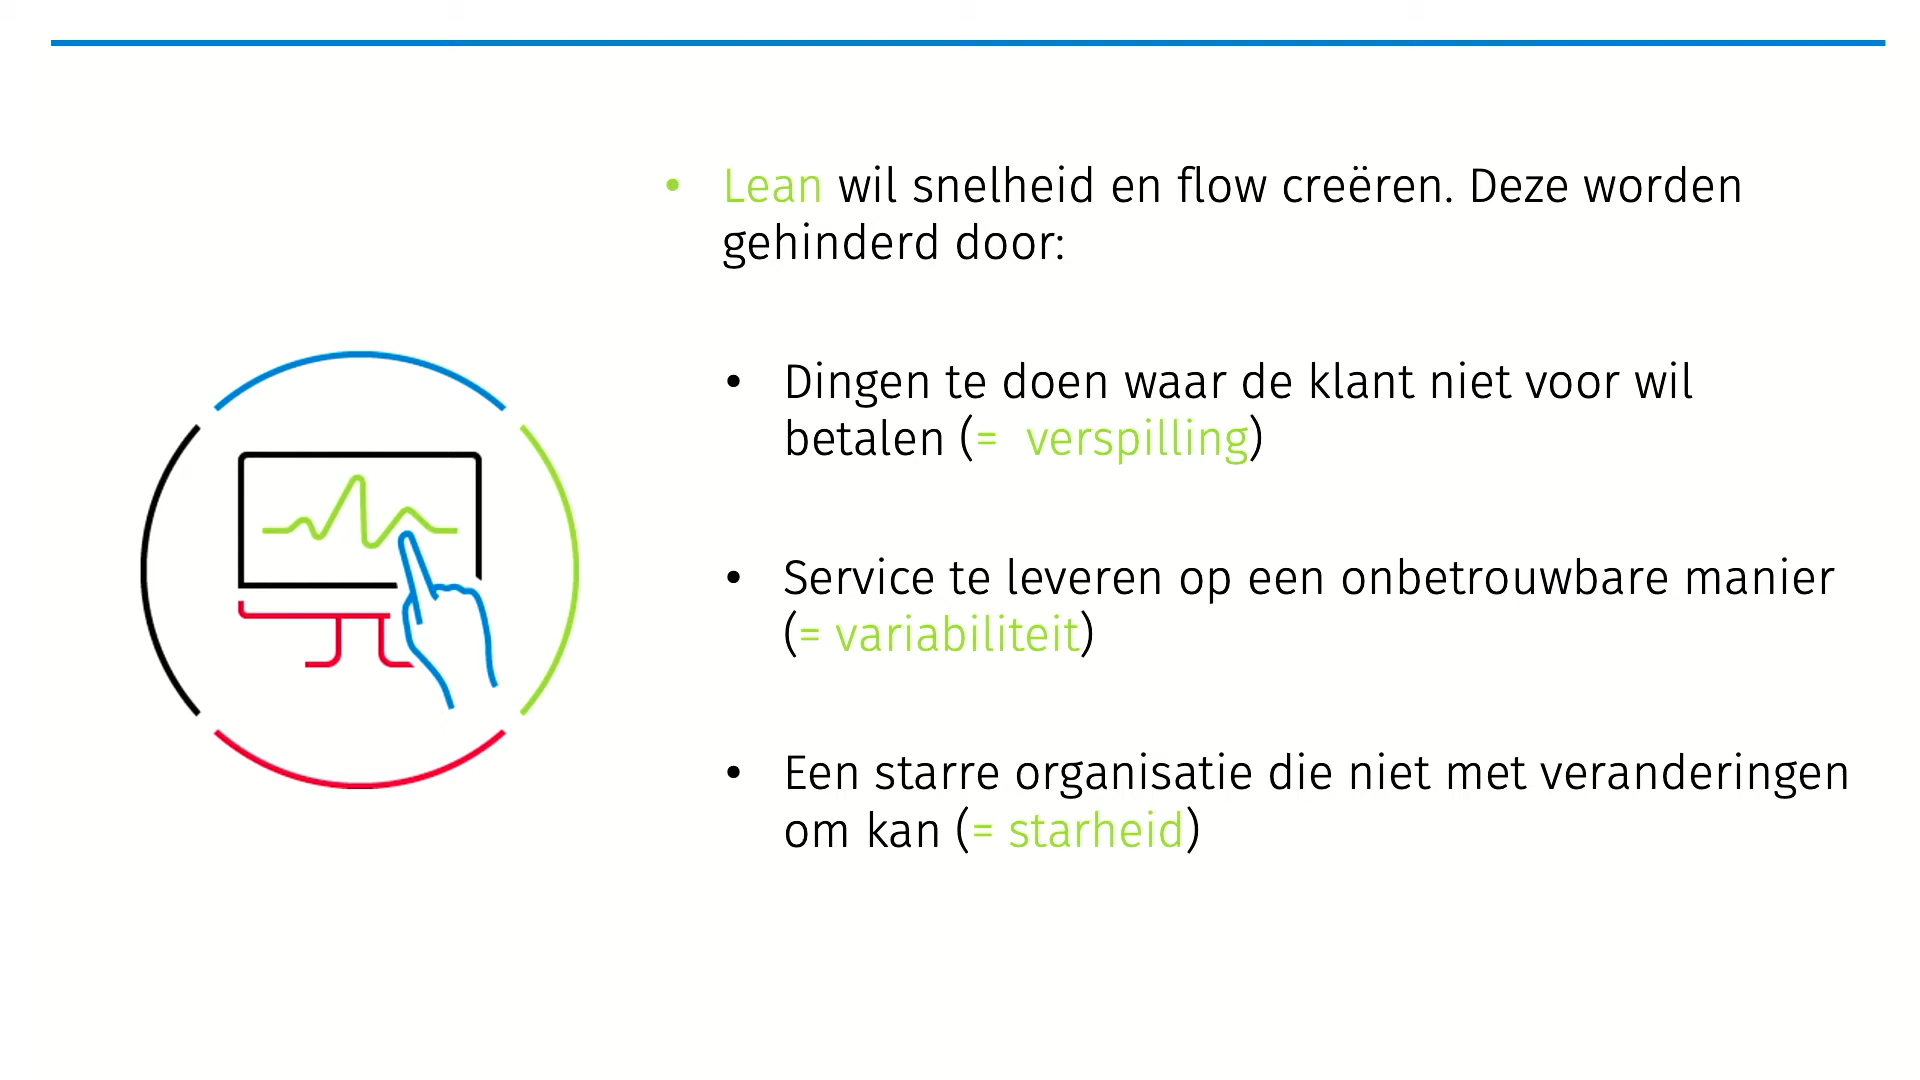 • Lean wil snelheid en flow creëren. Deze worden
gehinderd door:
• Dingen te doen waar de klant niet voor wil
betalen (=  verspilling)
• Service te leveren op een onbetrouwbare manier
(= variabiliteit)
• Een starre organisatie die niet met veranderingen
om kan (= starheid)